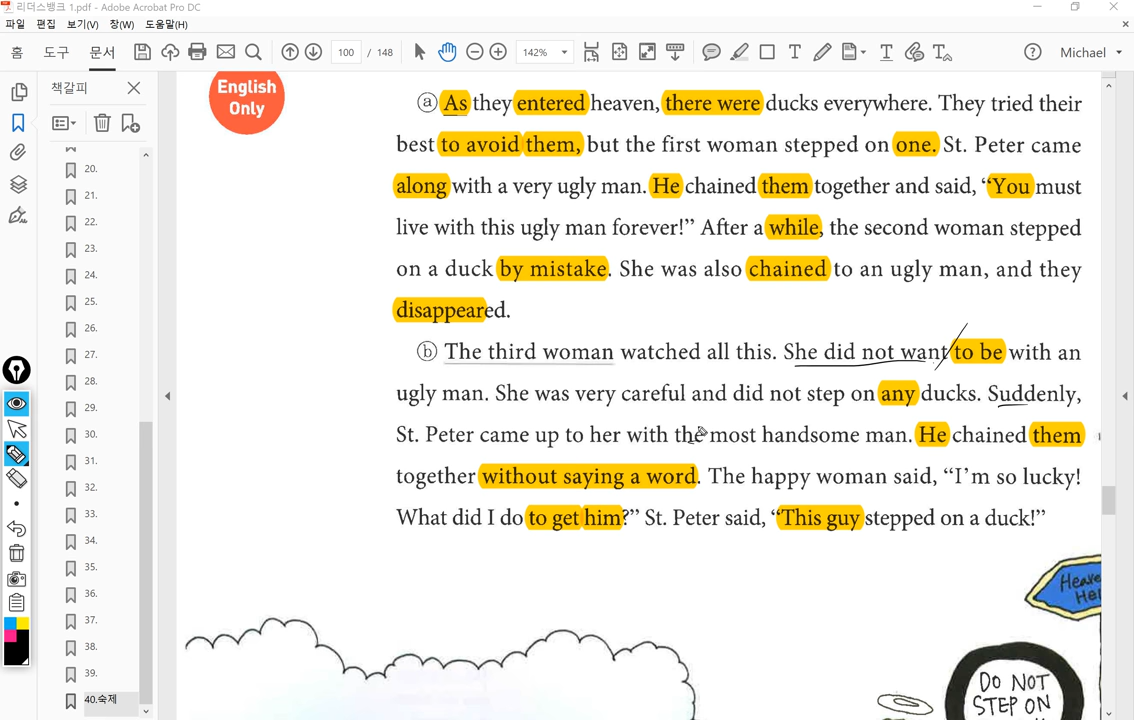 리더스뱅크 1.pdf - Adobe Acrobat Pro DC
파일 편집 보기(V) 창(W) 도움말(H)
홈 도구 문서 100 / 148 142% Michael
책갈피
20.
21.
22.
23.
24.
25.
26.
27.
28.
29.
30.
31.
32.
33.
34.
35.
36.
37.
38.
39.
40.숙제
English
Only
ⓐ As they entered heaven, there were ducks everywhere. They tried their
best to avoid them, but the first woman stepped on one. St. Peter came
along with a very ugly man. He chained them together and said, “You must
live with this ugly man forever!” After a while, the second woman stepped
on a duck by mistake. She was also chained to an ugly man, and they
disappeared.
ⓑ The third woman watched all this. She did not want to be with an
ugly man. She was very careful and did not step on any ducks. Suddenly,
St. Peter came up to her with the most handsome man. He chained them
together without saying a word. The happy woman said, “I’m so lucky!
What did I do to get him?” St. Peter said, “This guy stepped on a duck!”
DO NOT
STEP ON